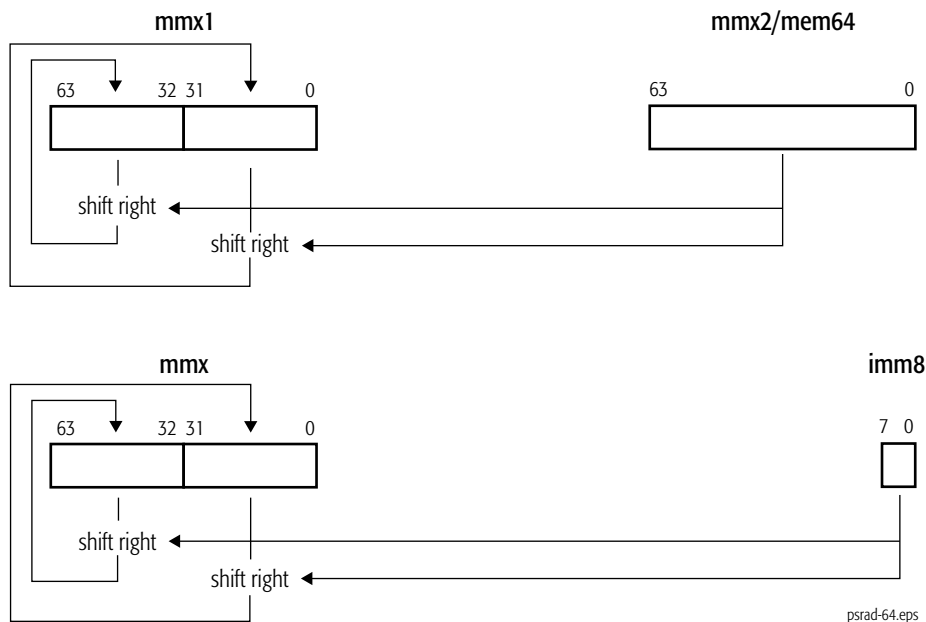 mmx1 mmx2/mem64
63 32 31 0 63 0
shift right
shift right
mmx imm8
63 32 31 0 7 0
shift right
shift right
psrad-64.eps